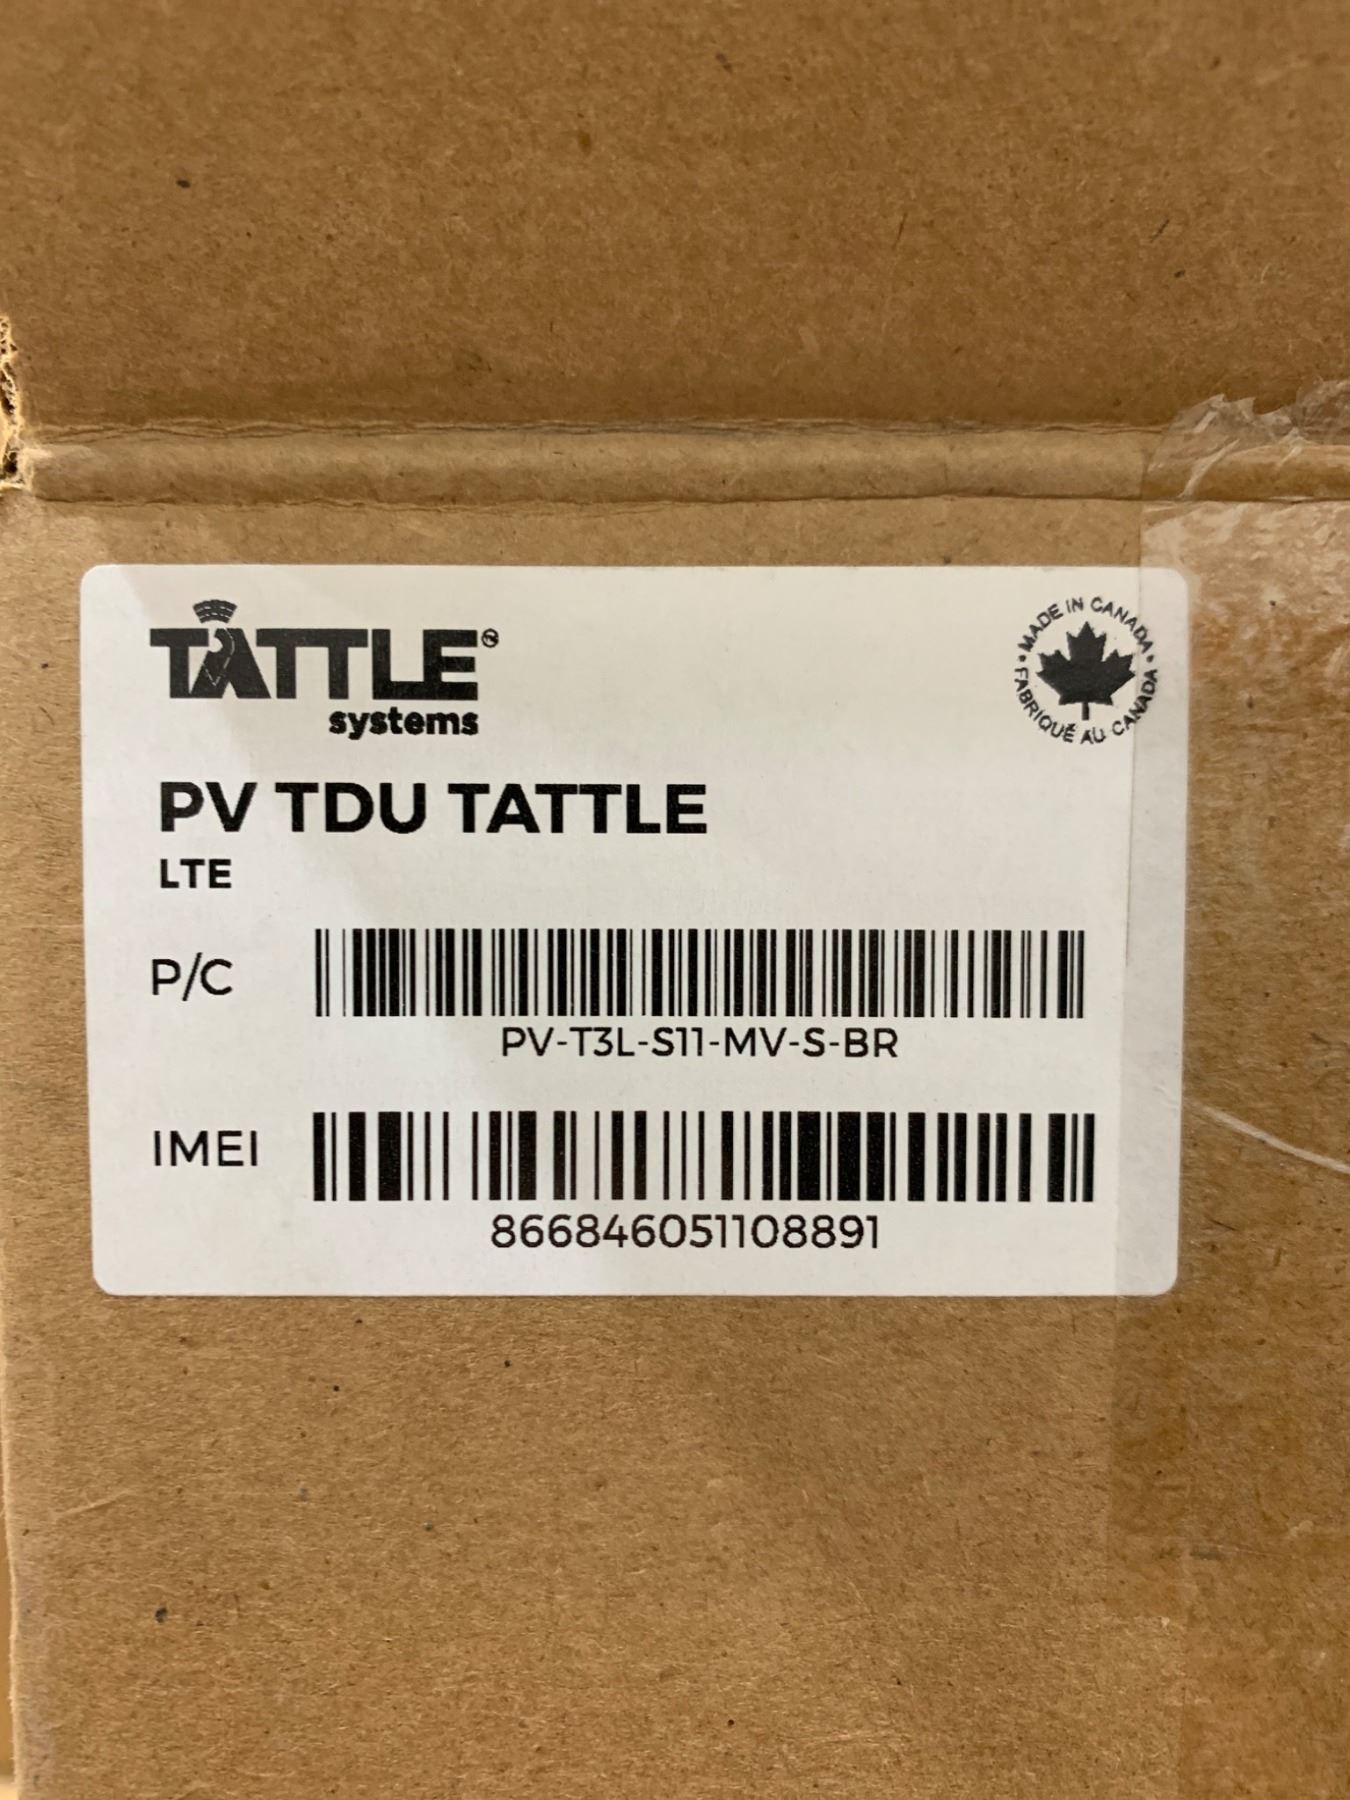 TATTLE
systems
MADE IN CANADA • FABRIQUÉ AU CANADA •
PV TDU TATTLE
LTE
P/C
PV-T3L-S11-MV-S-BR
IMEI
866846051108891